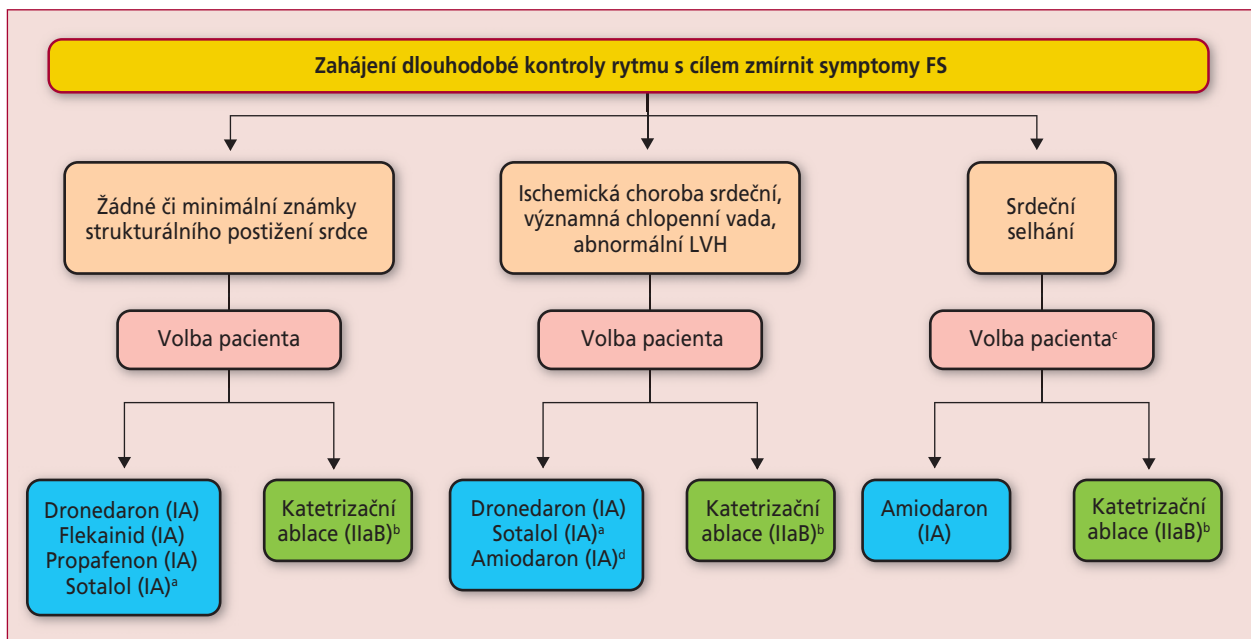 Zahájení dlouhodobé kontroly rytmu s cílem zmírnit symptomy FS
Žádné či minimální známky
strukturálního postižení srdce
Ischemická choroba srdeční,
významná chlopenní vada,
abnormální LVH
Srdeční
selhání
Volba pacienta
Volba pacienta
Volba pacientaᶜ
Dronedaron (IA)
Flekainid (IA)
Propafenon (IA)
Sotalol (IA)ᵃ
Katetrizační
ablace (IIaB)ᵇ
Dronedaron (IA)
Sotalol (IA)ᵃ
Amiodaron (IA)ᵈ
Katetrizační
ablace (IIaB)ᵇ
Amiodaron
(IA)
Katetrizační
ablace (IIaB)ᵇ